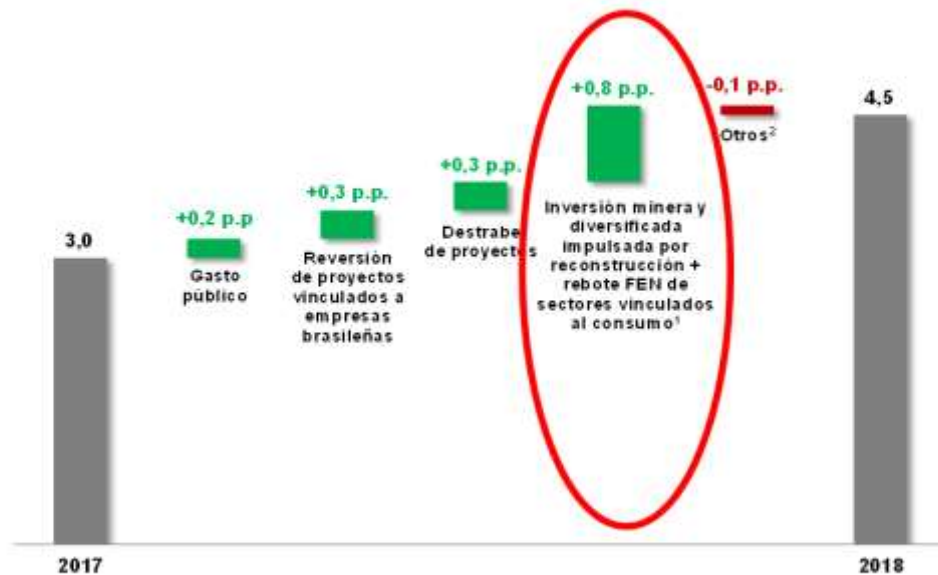 3,0
+0,2 p.p
Gasto
público
+0,3 p.p.
Reversión
de proyectos
vinculados a
empresas
brasileñas
+0,3 p.p.
Destrabe
de proyectos
+0,8 p.p.
Inversión minera y
diversificada
impulsada por
reconstrucción +
rebote FEN de
sectores vinculados
al consumo¹
-0,1 p.p.
Otros²
4,5
2017
2018